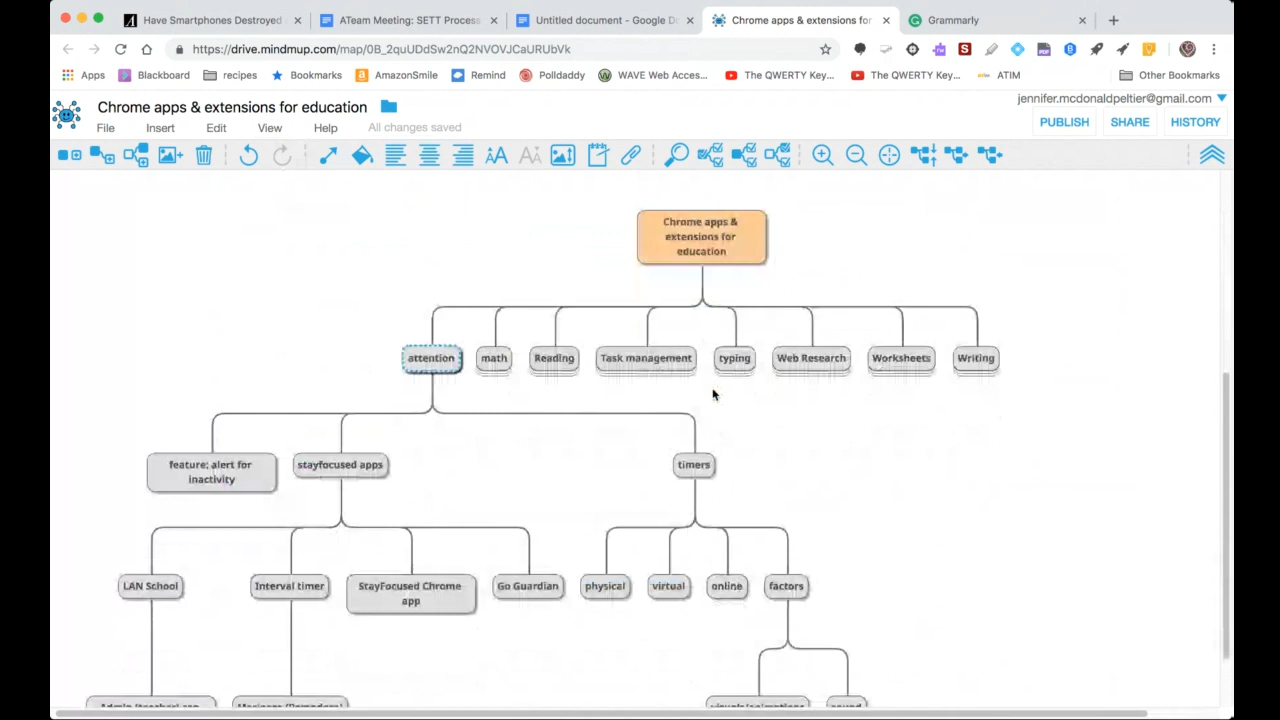 Have Smartphones Destroyed
ATeam Meeting: SETT Process
Untitled document - Google D
Chrome apps & extensions for
Grammarly
https://drive.mindmup.com/map/0B_2quUDdSw2nQ2NVOVJCaURUbVk
Apps
Blackboard
recipes
Bookmarks
AmazonSmile
Remind
Polldaddy
WAVE Web Acces...
The QWERTY Key...
The QWERTY Key...
ATIM
Other Bookmarks
Chrome apps & extensions for education
jennifer.mcdonaldpeltier@gmail.com
File
Insert
Edit
View
Help
All changes saved
PUBLISH
SHARE
HISTORY
Chrome apps &
extensions for
education
attention
math
Reading
Task management
typing
Web Research
Worksheets
Writing
feature: alert for
inactivity
stayfocused apps
timers
LAN School
Interval timer
StayFocused Chrome
app
Go Guardian
physical
virtual
online
factors